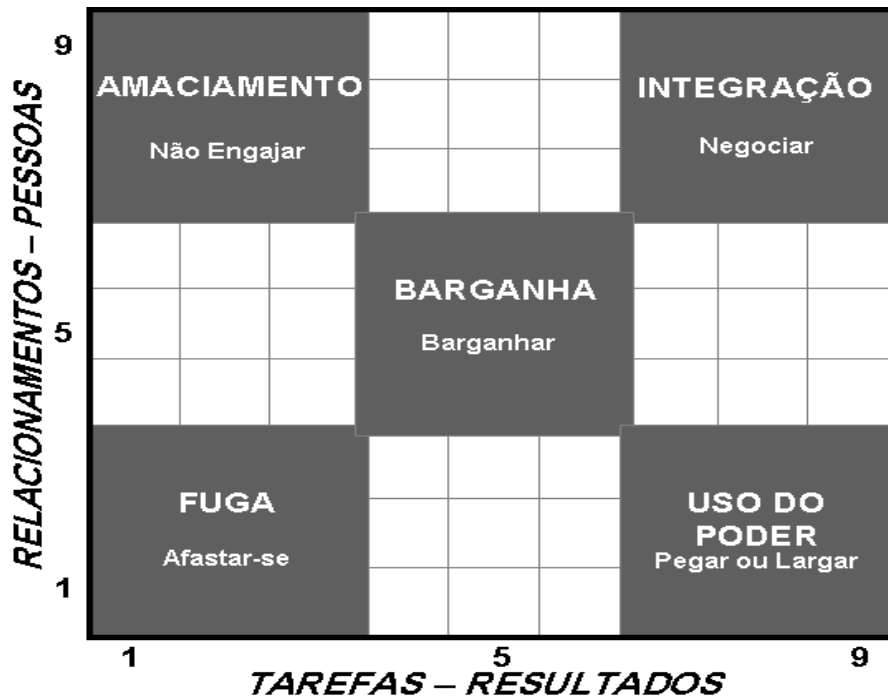 RELACIONAMENTOS – PESSOAS
9
5
1
AMACIAMENTO
Não Engajar
INTEGRAÇÃO
Negociar
BARGANHA
Barganhar
FUGA
Afastar-se
USO DO
PODER
Pegar ou Largar
1
5
9
TAREFAS – RESULTADOS